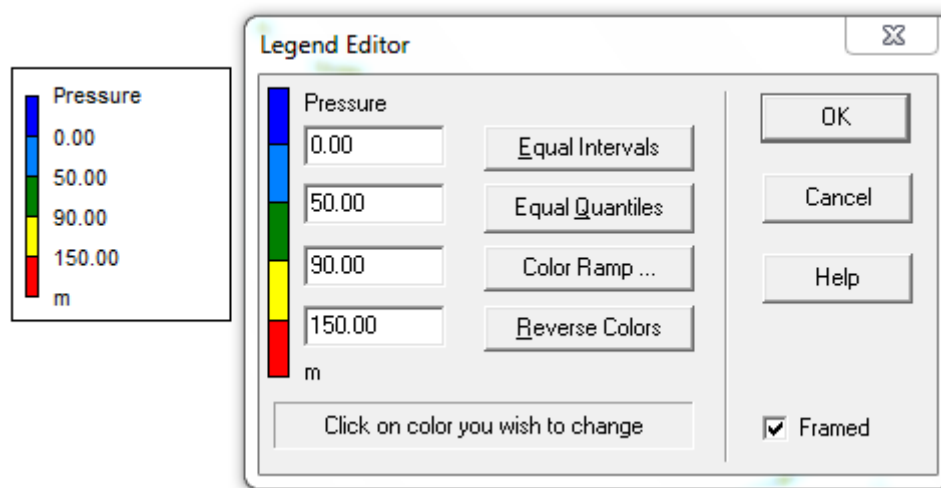 Pressure
0.00
50.00
90.00
150.00
m
Legend Editor
Pressure
0.00
50.00
90.00
150.00
m
Equal Intervals
Equal Quantiles
Color Ramp ...
Reverse Colors
Click on color you wish to change
OK
Cancel
Help
Framed